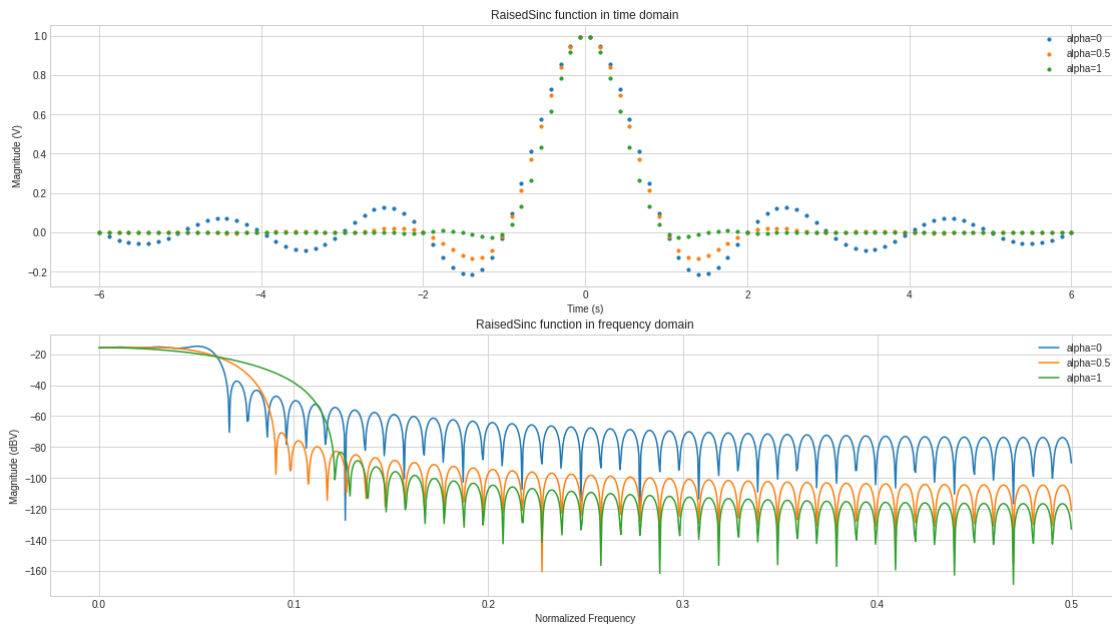 RaisedSinc function in time domain
1.0
0.8
0.6
0.4
0.2
0.0
−0.2
Magnitude (V)
alpha=0
alpha=0.5
alpha=1
−6
−4
−2
0
2
4
6
Time (s)
RaisedSinc function in frequency domain
−20
−40
−60
−80
−100
−120
−140
−160
Magnitude (dBV)
alpha=0
alpha=0.5
alpha=1
0.0
0.1
0.2
0.3
0.4
0.5
Normalized Frequency